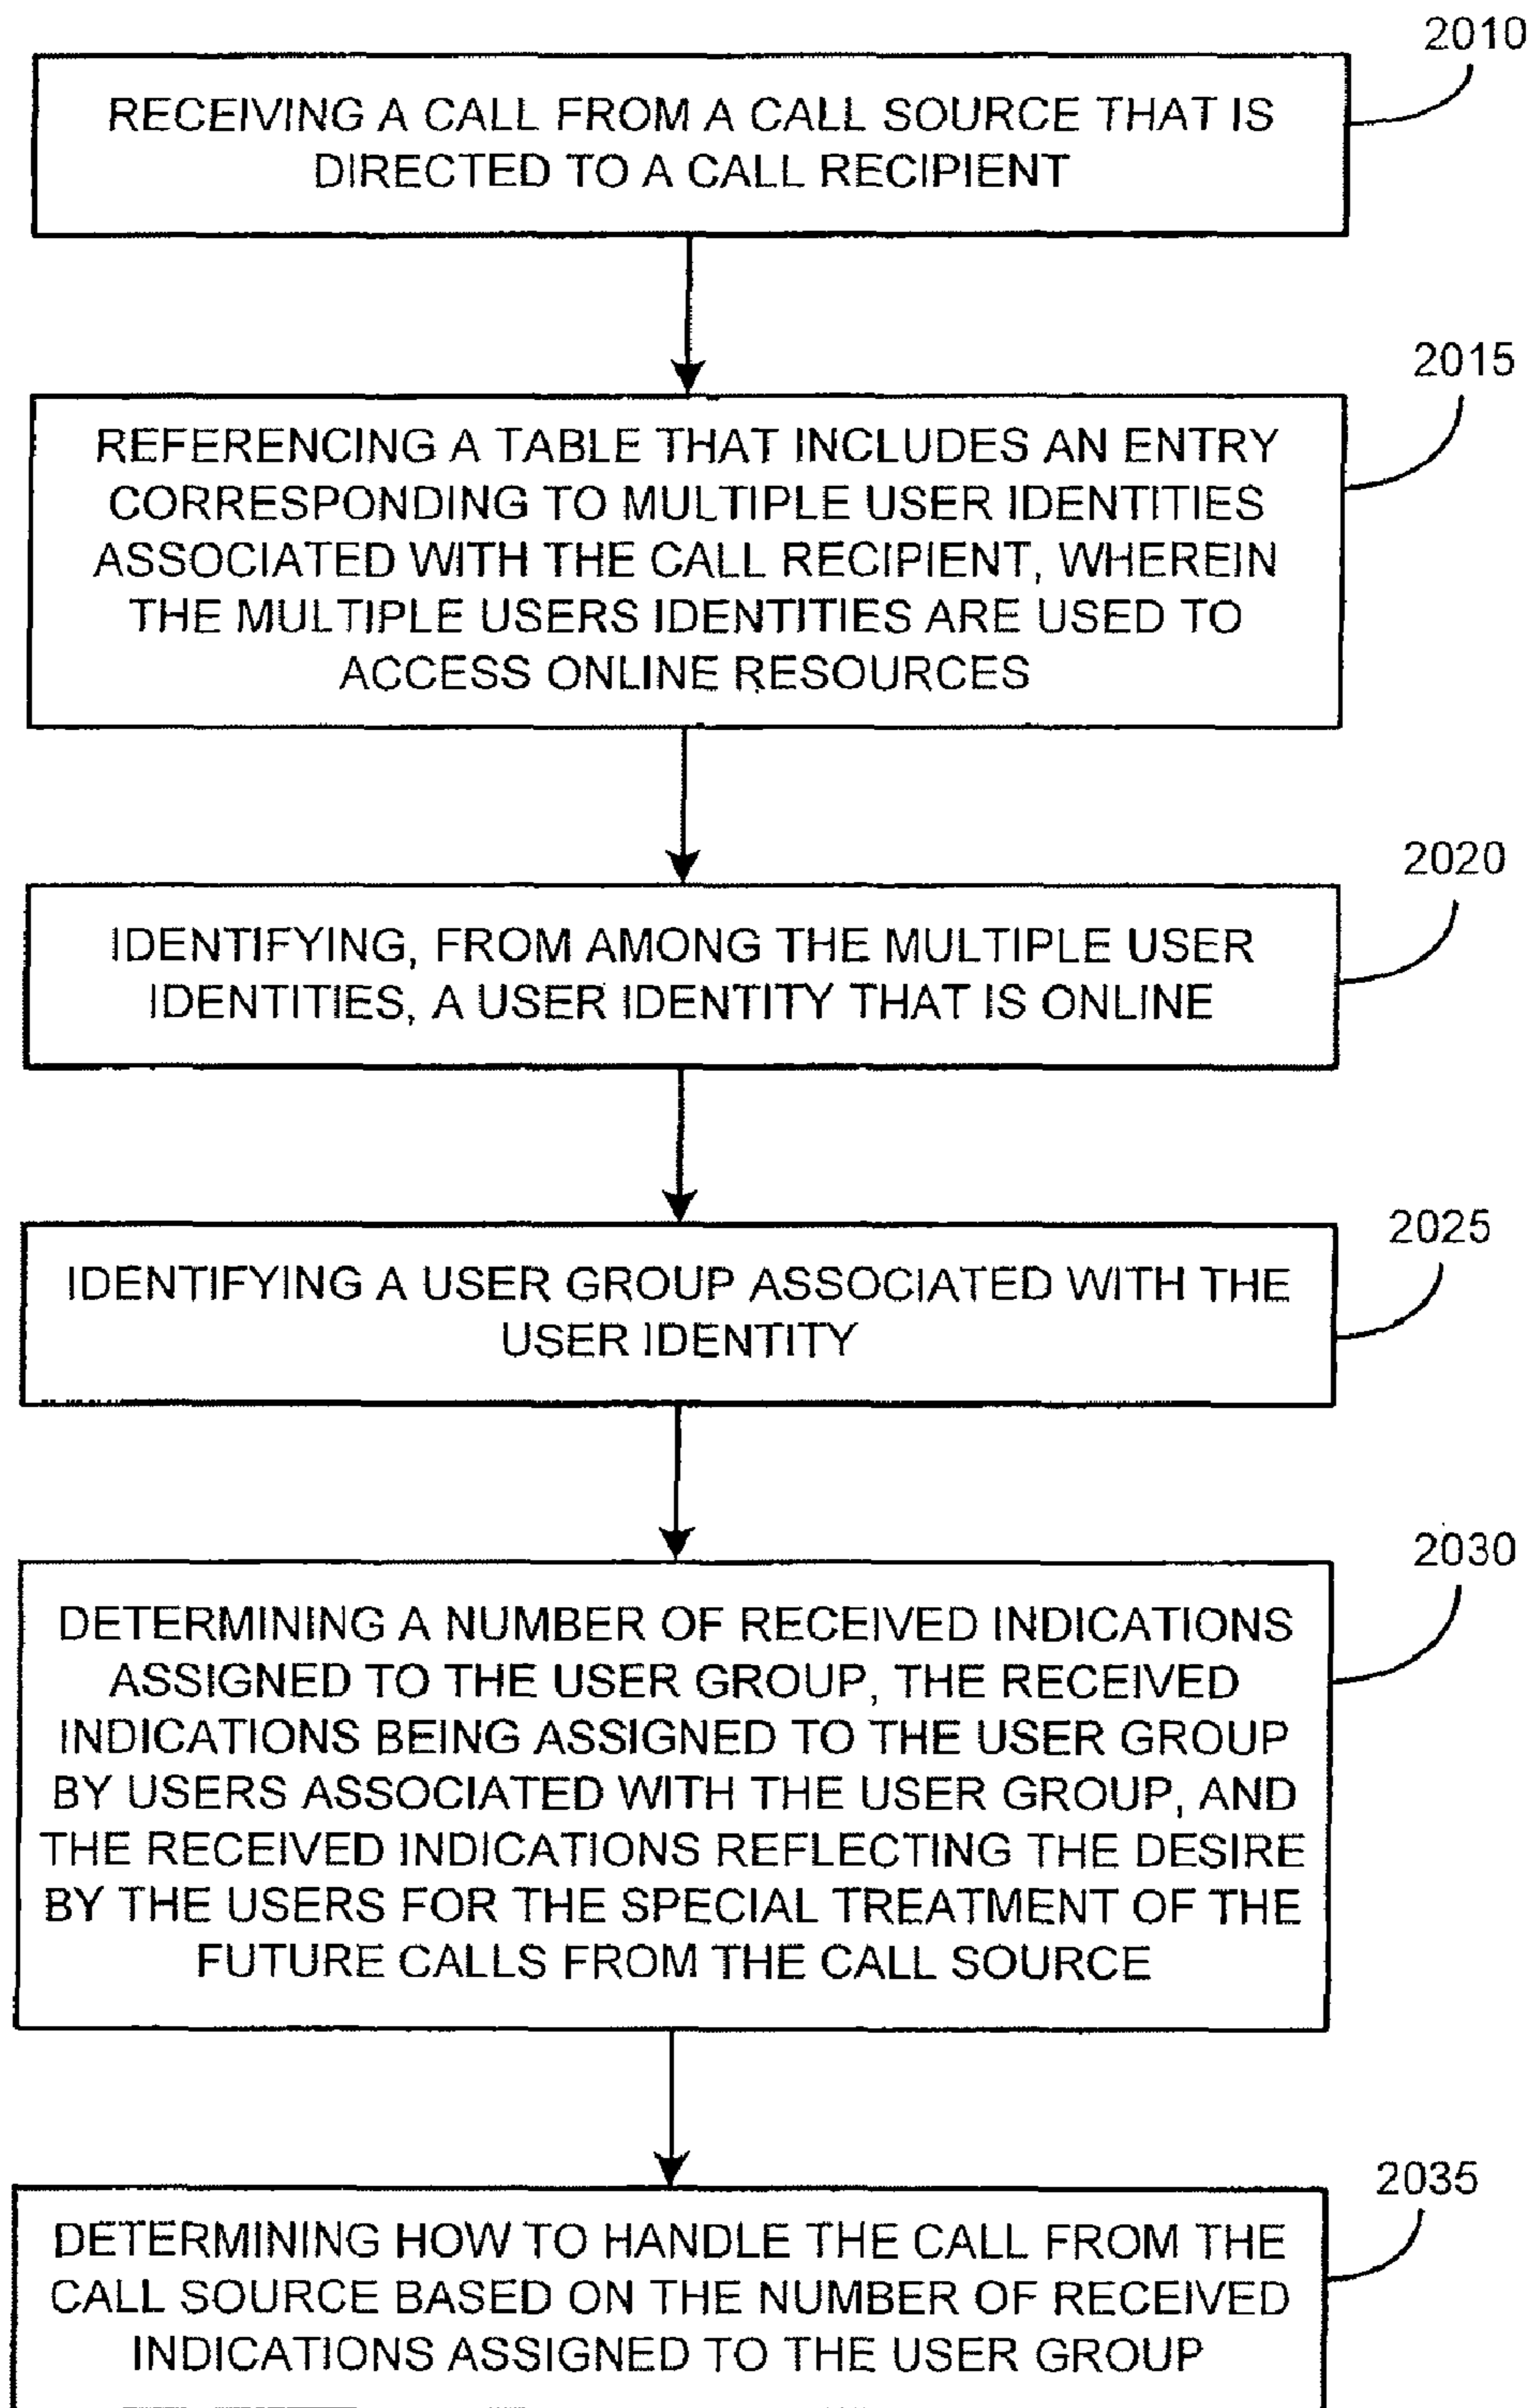 2010
RECEIVING A CALL FROM A CALL SOURCE THAT IS
DIRECTED TO A CALL RECIPIENT
2015
REFERENCING A TABLE THAT INCLUDES AN ENTRY
CORRESPONDING TO MULTIPLE USER IDENTITIES
ASSOCIATED WITH THE CALL RECIPIENT, WHEREIN
THE MULTIPLE USERS IDENTITIES ARE USED TO
ACCESS ONLINE RESOURCES
2020
IDENTIFYING, FROM AMONG THE MULTIPLE USER
IDENTITIES, A USER IDENTITY THAT IS ONLINE
2025
IDENTIFYING A USER GROUP ASSOCIATED WITH THE
USER IDENTITY
2030
DETERMINING A NUMBER OF RECEIVED INDICATIONS
ASSIGNED TO THE USER GROUP, THE RECEIVED
INDICATIONS BEING ASSIGNED TO THE USER GROUP
BY USERS ASSOCIATED WITH THE USER GROUP, AND
THE RECEIVED INDICATIONS REFLECTING THE DESIRE
BY THE USERS FOR THE SPECIAL TREATMENT OF THE
FUTURE CALLS FROM THE CALL SOURCE
2035
DETERMINING HOW TO HANDLE THE CALL FROM THE
CALL SOURCE BASED ON THE NUMBER OF RECEIVED
INDICATIONS ASSIGNED TO THE USER GROUP